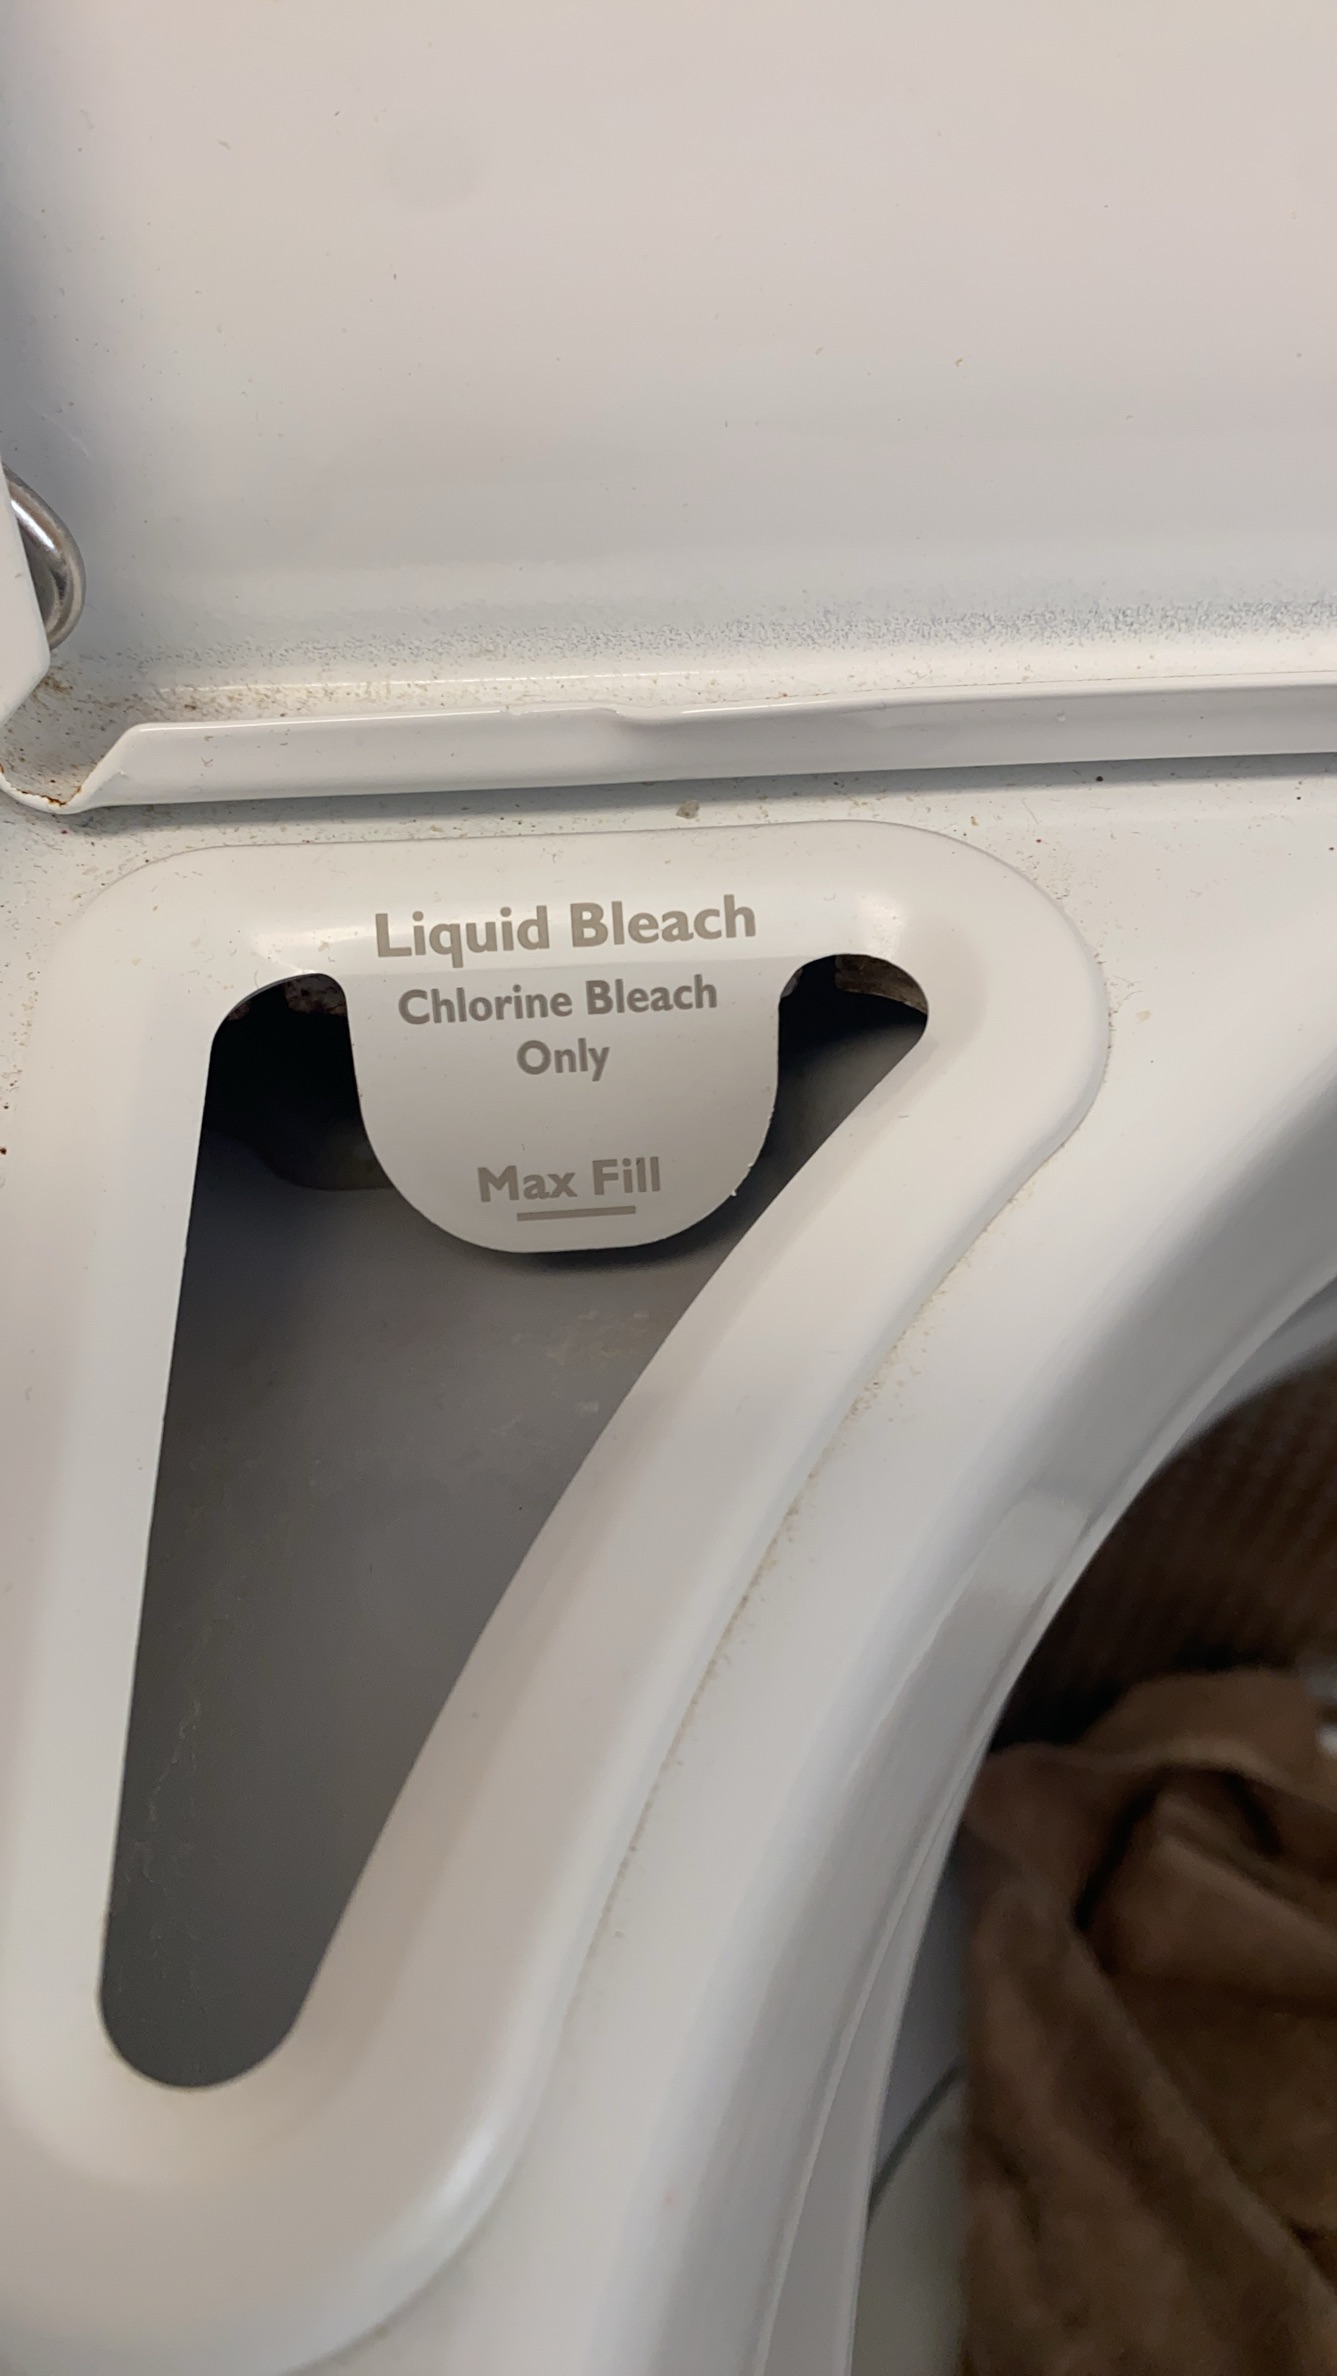 Liquid Bleach
Chlorine Bleach
Only
Max Fill